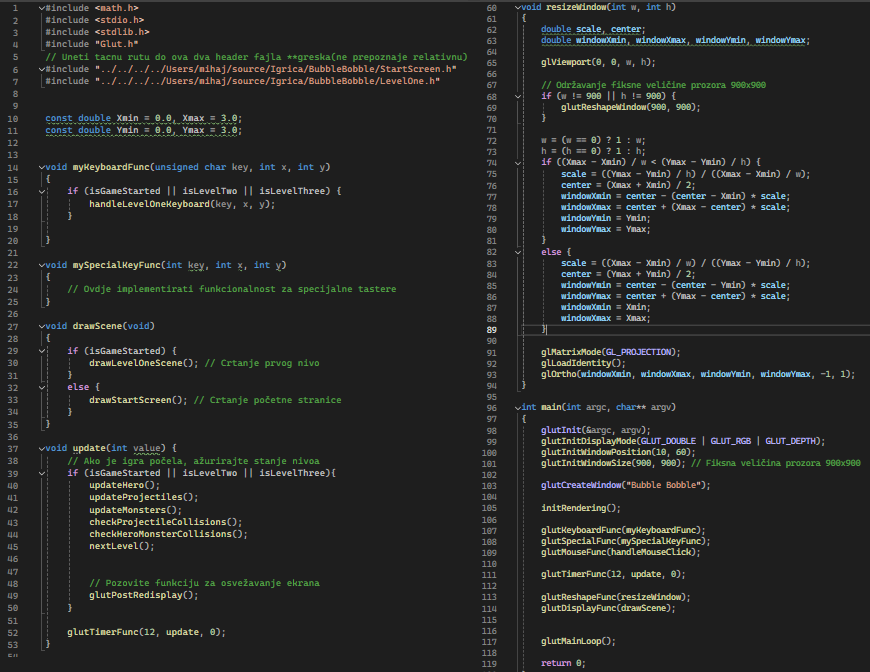 1 #include <math.h>
2 #include <stdio.h>
3 #include <stdlib.h>
4 #include "Glut.h"
5 // Uneti tacnu rutu do ova dva header fajla **greska(ne prepoznaje relativnu)
6 #include "../../../../Users/mihaj/source/Igrica/BubbleBobble/StartScreen.h"
7 #include "../../../../Users/mihaj/source/Igrica/BubbleBobble/LevelOne.h"
8
9
10 const double Xmin = 0.0, Xmax = 3.0;
11 const double Ymin = 0.0, Ymax = 3.0;
12
13
14 void myKeyboardFunc(unsigned char key, int x, int y)
15 {
16 if (isGameStarted || isLevelTwo || isLevelThree) {
17 handleLevelOneKeyboard(key, x, y);
18 }
19
20 }
21
22 void mySpecialKeyFunc(int key, int x, int y)
23 {
24 // Ovdje implementirati funkcionalnost za specijalne tastere
25 }
26
27 void drawScene(void)
28 {
29 if (isGameStarted) {
30 drawLevelOneScene(); // Crtanje prvog nivo
31 }
32 else {
33 drawStartScreen(); // Crtanje početne stranice
34 }
35 }
36
37 void update(int value) {
38 // Ako je igra počela, ažurirajte stanje nivoa
39 if (isGameStarted || isLevelTwo || isLevelThree){
40 updateHero();
41 updateProjectiles();
42 updateMonsters();
43 checkProjectileCollisions();
44 checkHeroMonsterCollisions();
45 nextLevel();
46
47
48 // Pozovite funkciju za osvežavanje ekrana
49 glutPostRedisplay();
50 }
51
52 glutTimerFunc(12, update, 0);
53 }
60 void resizeWindow(int w, int h)
61 {
62 double scale, center;
63 double windowXmin, windowXmax, windowYmin, windowYmax;
64
65 glViewport(0, 0, w, h);
66
67 // Održavanje fiksne veličine prozora 900x900
68 if (w != 900 || h != 900) {
69 glutReshapeWindow(900, 900);
70 }
71
72 w = (w == 0) ? 1 : w;
73 h = (h == 0) ? 1 : h;
74 if ((Xmax - Xmin) / w < (Ymax - Ymin) / h) {
75 scale = ((Ymax - Ymin) / h) / ((Xmax - Xmin) / w);
76 center = (Xmax + Xmin) / 2;
77 windowXmin = center - (center - Xmin) * scale;
78 windowXmax = center + (Xmax - center) * scale;
79 windowYmin = Ymin;
80 windowYmax = Ymax;
81 }
82 else {
83 scale = ((Xmax - Xmin) / w) / ((Ymax - Ymin) / h);
84 center = (Ymax + Ymin) / 2;
85 windowYmin = center - (center - Ymin) * scale;
86 windowYmax = center + (Ymax - center) * scale;
87 windowXmin = Xmin;
88 windowXmax = Xmax;
89 }
90
91 glMatrixMode(GL_PROJECTION);
92 glLoadIdentity();
93 glOrtho(windowXmin, windowXmax, windowYmin, windowYmax, -1, 1);
94 }
95
96 int main(int argc, char** argv)
97 {
98 glutInit(&argc, argv);
99 glutInitDisplayMode(GLUT_DOUBLE | GLUT_RGB | GLUT_DEPTH);
100 glutInitWindowPosition(10, 60);
101 glutInitWindowSize(900, 900); // Fiksna veličina prozora 900x900
102
103 glutCreateWindow("Bubble Bobble");
104
105 initRendering();
106
107 glutKeyboardFunc(myKeyboardFunc);
108 glutSpecialFunc(mySpecialKeyFunc);
109 glutMouseFunc(handleMouseClick);
110
111 glutTimerFunc(12, update, 0);
112
113 glutReshapeFunc(resizeWindow);
114 glutDisplayFunc(drawScene);
115
116
117 glutMainLoop();
118
119 return 0;